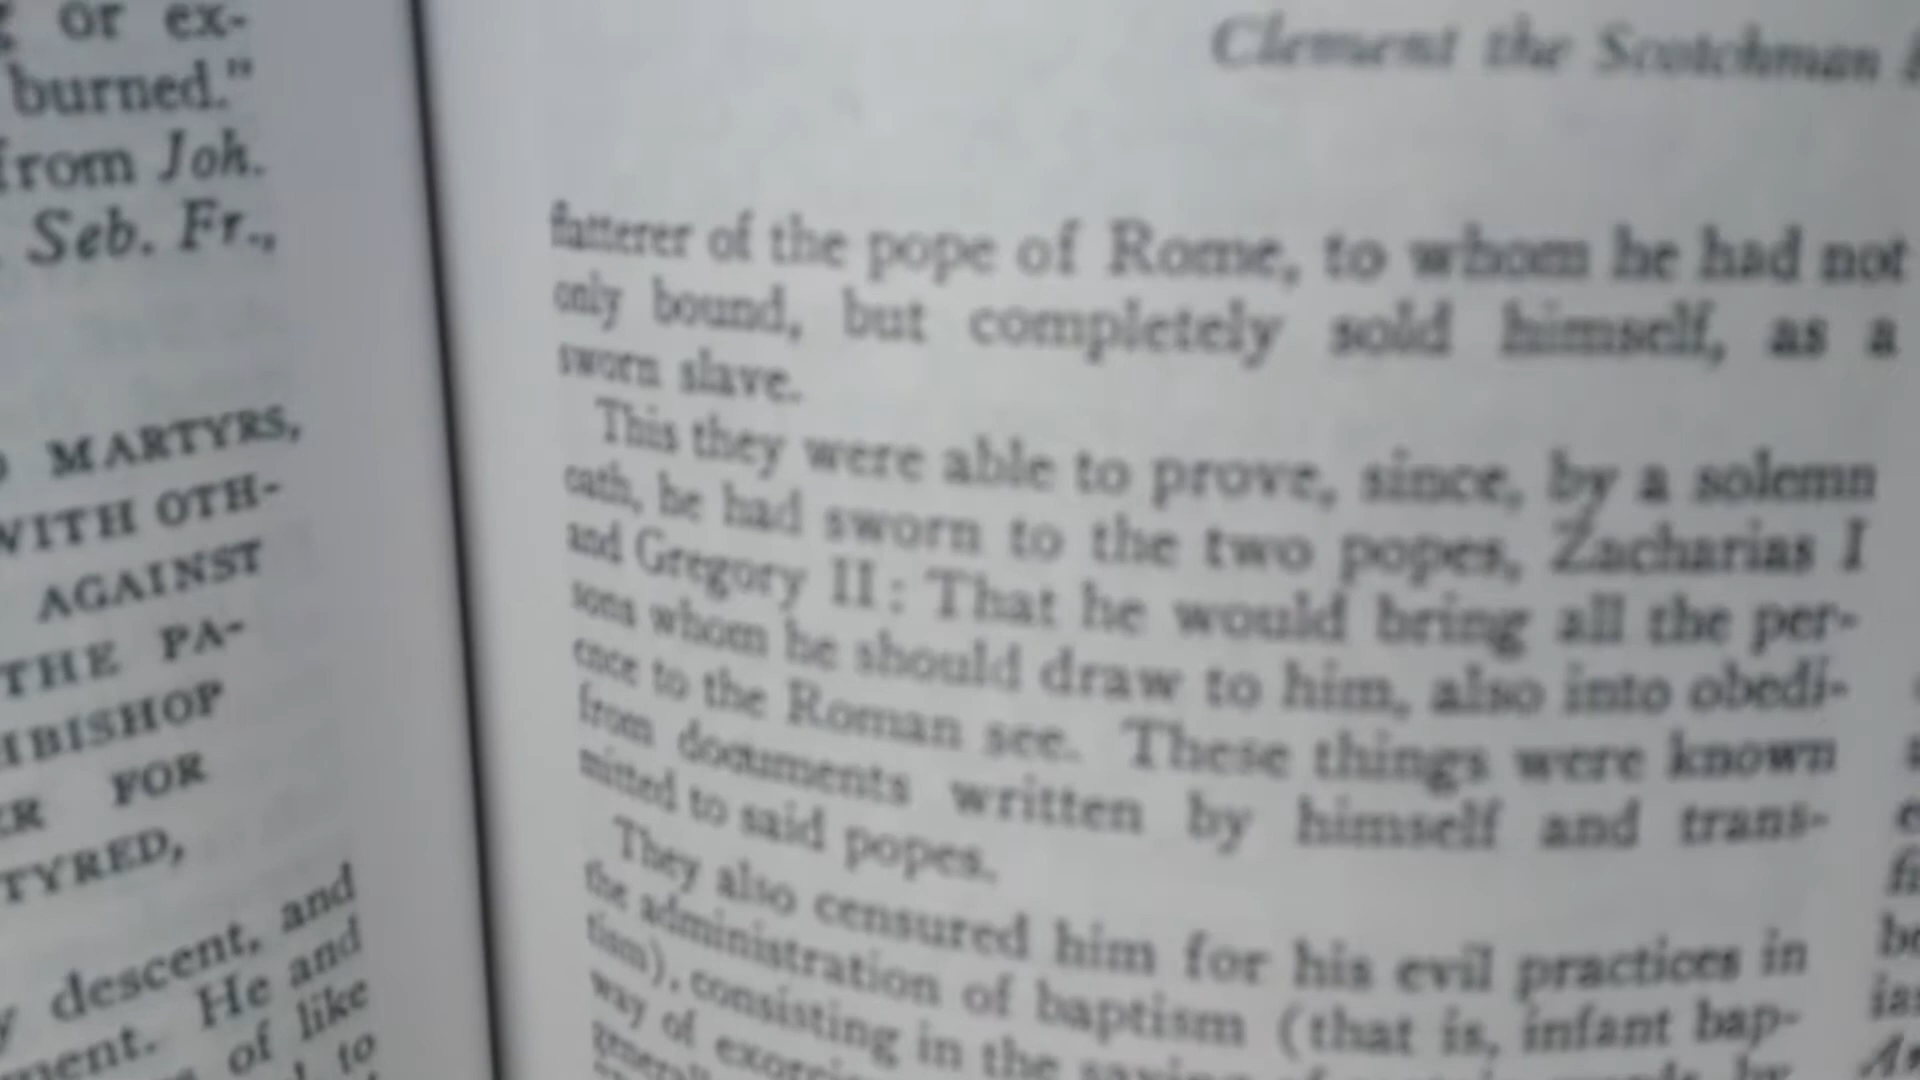 or ex-
burned."
from Joh.
Seb. Fr.,
MARTYRS,
WITH OTH-
AGAINST
THE PA-
FOR
descent, and
He and
of like
to
Clement the Scotchman
flatterer of the pope of Rome, to whom he had not
only bound, but completely sold himself, as a
sworn slave.
This they were able to prove, since, by a solemn
oath, he had sworn to the two popes, Zacharias I
and Gregory II: That he would bring all the per-
sons whom he should draw to him, also into obedi-
ence to the Roman see. These things were known
from documents written by himself and trans-
mitted to said popes.
They also censured him for his evil practices in
the administration of baptism (that is, infant bap-
tism), consisting in the
way of